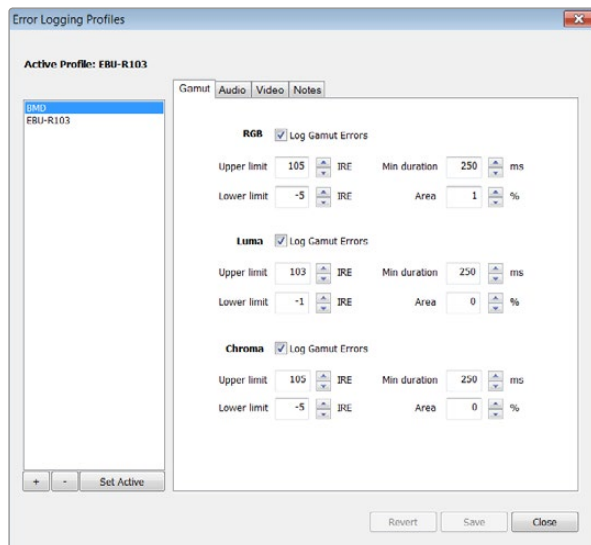 Error Logging Profiles
Active Profile: EBU-R103
BMD
EBU-R103
+ - Set Active
Gamut Audio Video Notes
RGB Log Gamut Errors
Upper limit 105 IRE Min duration 250 ms
Lower limit -5 IRE Area 1 %
Luma Log Gamut Errors
Upper limit 103 IRE Min duration 250 ms
Lower limit -1 IRE Area 0 %
Chroma Log Gamut Errors
Upper limit 105 IRE Min duration 250 ms
Lower limit -5 IRE Area 0 %
Revert Save Close